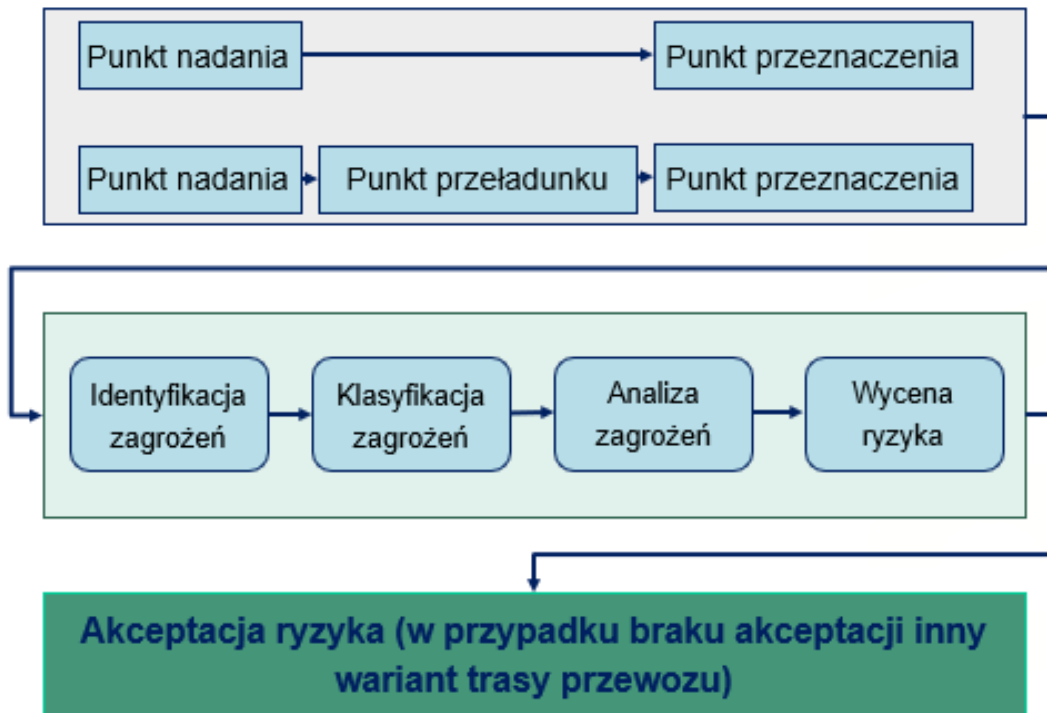 Punkt nadania
Punkt przeznaczenia
Punkt nadania
Punkt przeładunku
Punkt przeznaczenia
Identyfikacja
zagrożeń
Klasyfikacja
zagrożeń
Analiza
zagrożeń
Wycena
ryzyka
Akceptacja ryzyka (w przypadku braku akceptacji inny
wariant trasy przewozu)